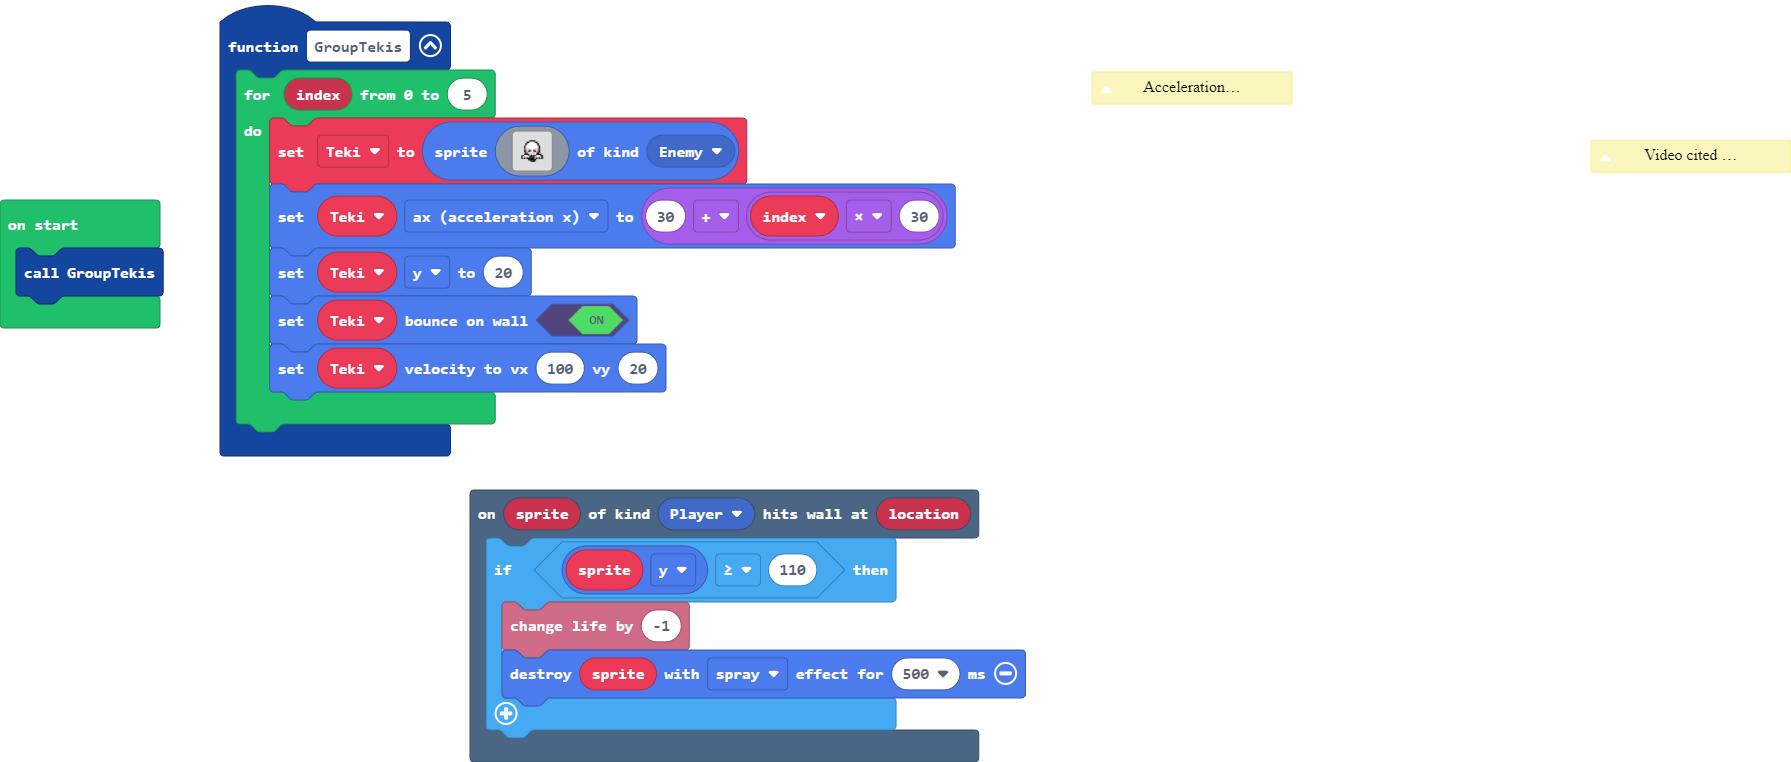 function GroupTekis
for index from 0 to 5
do
set Teki to sprite of kind Enemy
set Teki ax (acceleration x) to 30 + index × 30
set Teki y to 20
set Teki bounce on wall ON
set Teki velocity to vx 100 vy 20
on start
call GroupTekis
Acceleration...
Video cited ...
on sprite of kind Player hits wall at location
if sprite y ≥ 110 then
change life by -1
destroy sprite with spray effect for 500 ms